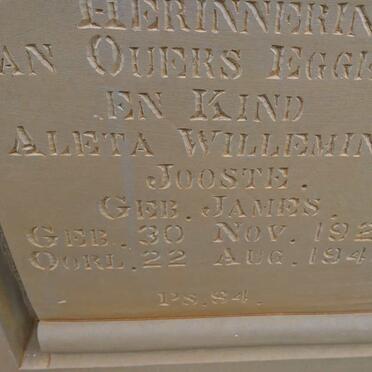 HERINNERIN
AN OUERS EGG
EN KIND
ALETA WILLEMIN
JOOSTE.
GEB. JAMES.
GEB. 30 NOV. 192
OORL. 22 AUG. 194
PS. 84.